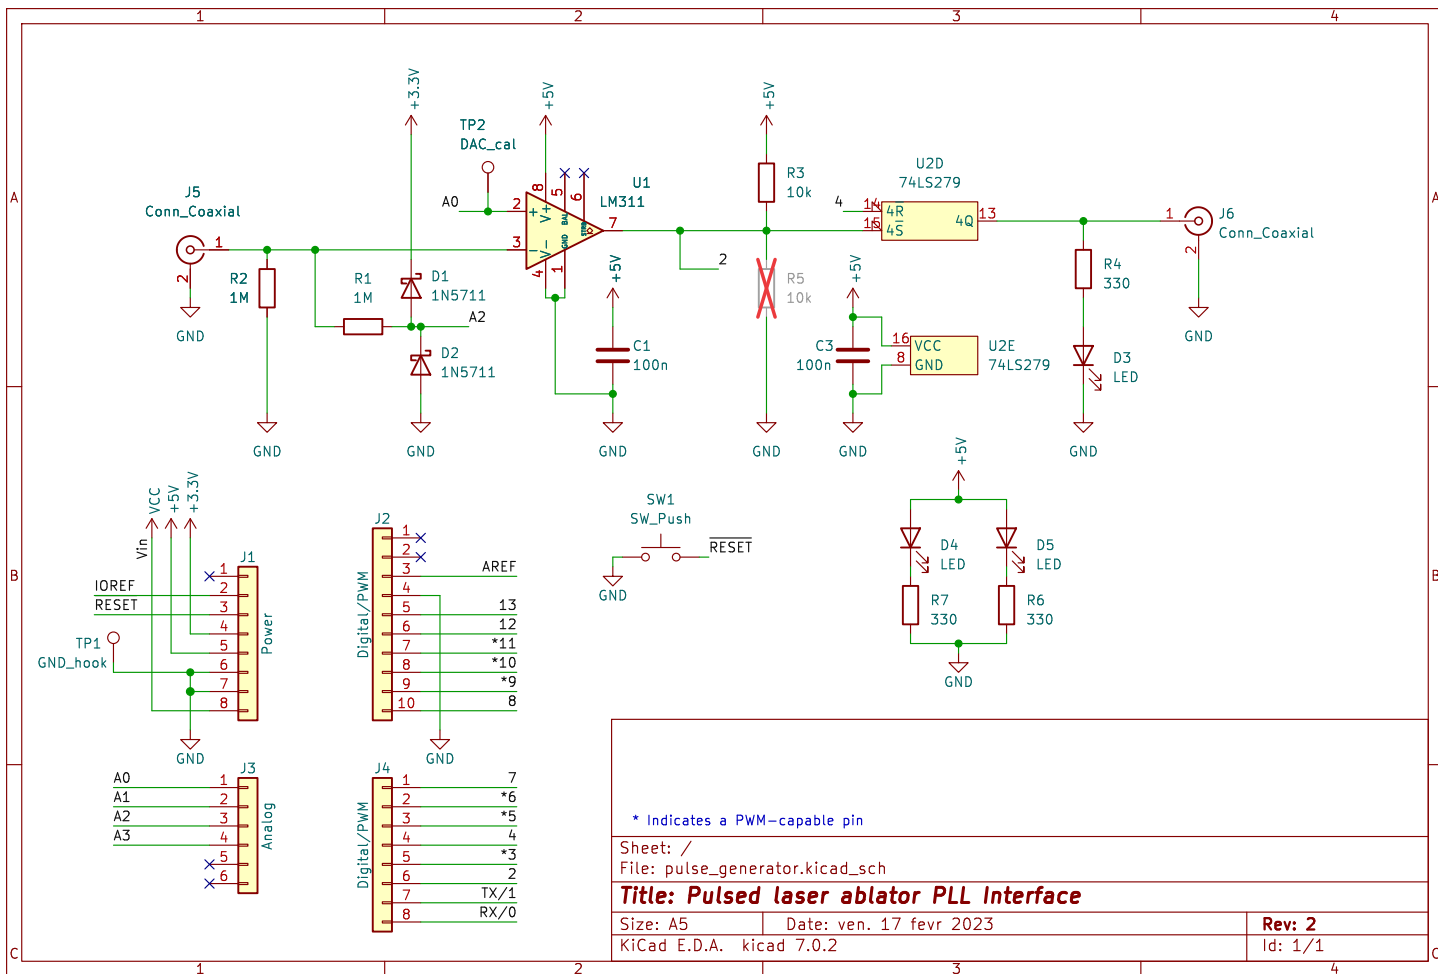 1 2 3 4
A A
B B
C C
1 2 3 4
+3.3V
+5V
+5V
TP2
DAC_cal
A0
2
3
8
5
6
4
1
7
+
-
V+
V-
BAL
STRB
GND
U1
LM311
J5
Conn_Coaxial
1
2
GND
R2
1M
GND
R1
1M
D1
1N5711
A2
D2
1N5711
GND
+5V
C1
100n
GND
2
R3
10k
R5
10k
GND
4
14
15
4R
4S
4Q
13
U2D
74LS279
+5V
C3
100n
GND
16
8
VCC
GND
U2E
74LS279
R4
330
D3
LED
GND
1
2
J6
Conn_Coaxial
GND
VCC
+5V
+3.3V
Vin
J1
IOREF
RESET
1
2
3
4
5
6
7
8
Power
TP1
GND_hook
GND
J2
1
2
3
4
5
6
7
8
9
10
Digital/PWM
AREF
13
12
*11
*10
*9
8
GND
SW1
SW_Push
RESET
GND
+5V
D4
LED
D5
LED
R7
330
R6
330
GND
J3
A0
A1
A2
A3
1
2
3
4
5
6
Analog
J4
1
2
3
4
5
6
7
8
Digital/PWM
7
*6
*5
4
*3
2
TX/1
RX/0
* Indicates a PWM-capable pin
Sheet: /
File: pulse_generator.kicad_sch
Title: Pulsed laser ablator PLL Interface
Size: A5 Date: ven. 17 fevr 2023 Rev: 2
KiCad E.D.A. kicad 7.0.2 Id: 1/1